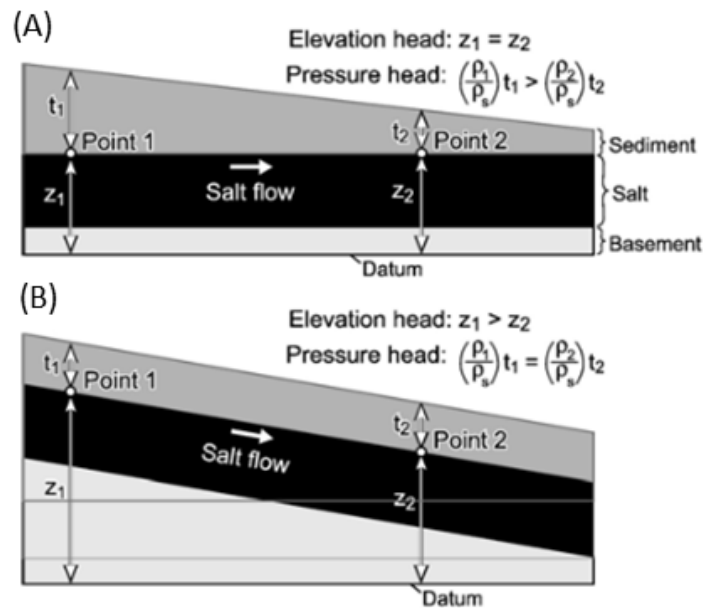 (A)
Elevation head: z₁ = z₂
Pressure head: (ρ₁/ρₛ) t₁ > (ρ₂/ρₛ) t₂
t₁
Point 1
t₂
Point 2
Sediment
z₁
Salt flow
z₂
Salt
Basement
Datum
(B)
Elevation head: z₁ > z₂
Pressure head: (ρ₁/ρₛ) t₁ = (ρ₂/ρₛ) t₂
t₁
Point 1
t₂
Point 2
Salt flow
z₁
z₂
Datum